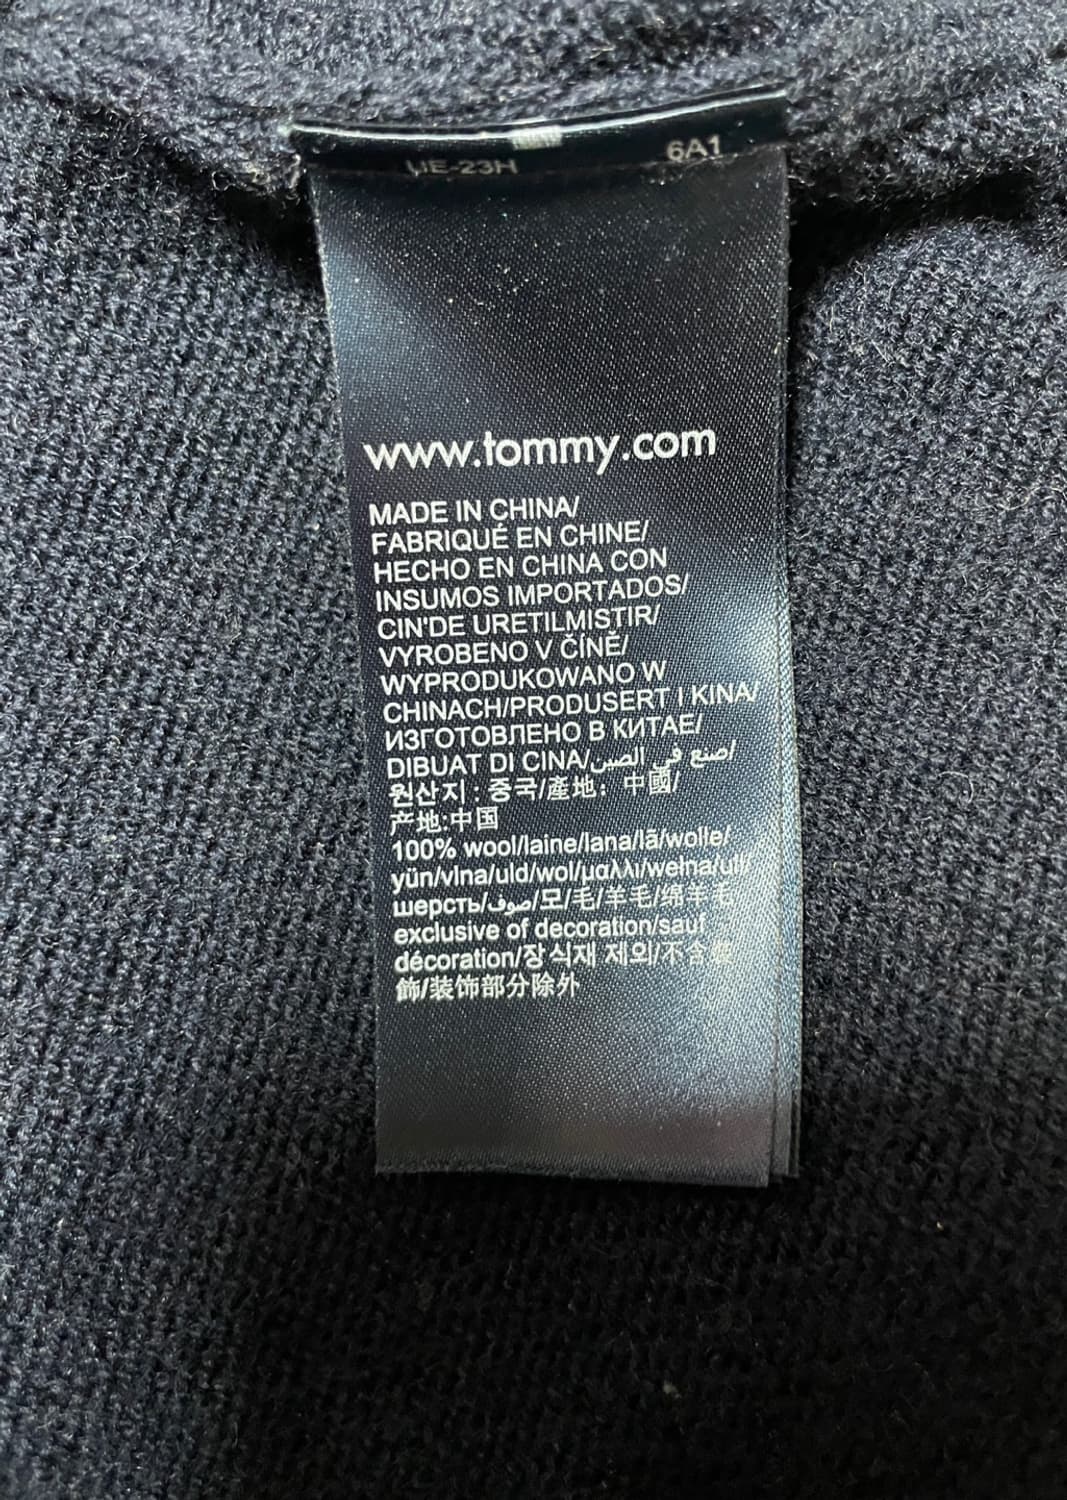 UE-23H 6A1
www.tommy.com
MADE IN CHINA/
FABRIQUÉ EN CHINE/
HECHO EN CHINA CON
INSUMOS IMPORTADOS/
CIN'DE URETILMISTIR/
VYROBENO V ČÍNĚ/
WYPRODUKOWANO W
CHINACH/PRODUSERT I KINA/
ИЗГОТОВЛЕНО В КИТАЕ/
DIBUAT DI CINA/صنع في الصين/
원산지 : 중국/產地: 中國/
产地:中国
100% wool/laine/lana/lã/wolle/
yün/vlna/uld/wol/μαλλι/wełna/ull/
шерсть/صوف/모/毛/羊毛/绵羊毛
exclusive of decoration/sauf
décoration/장식재 제외/不含裝
飾/装饰部分除外